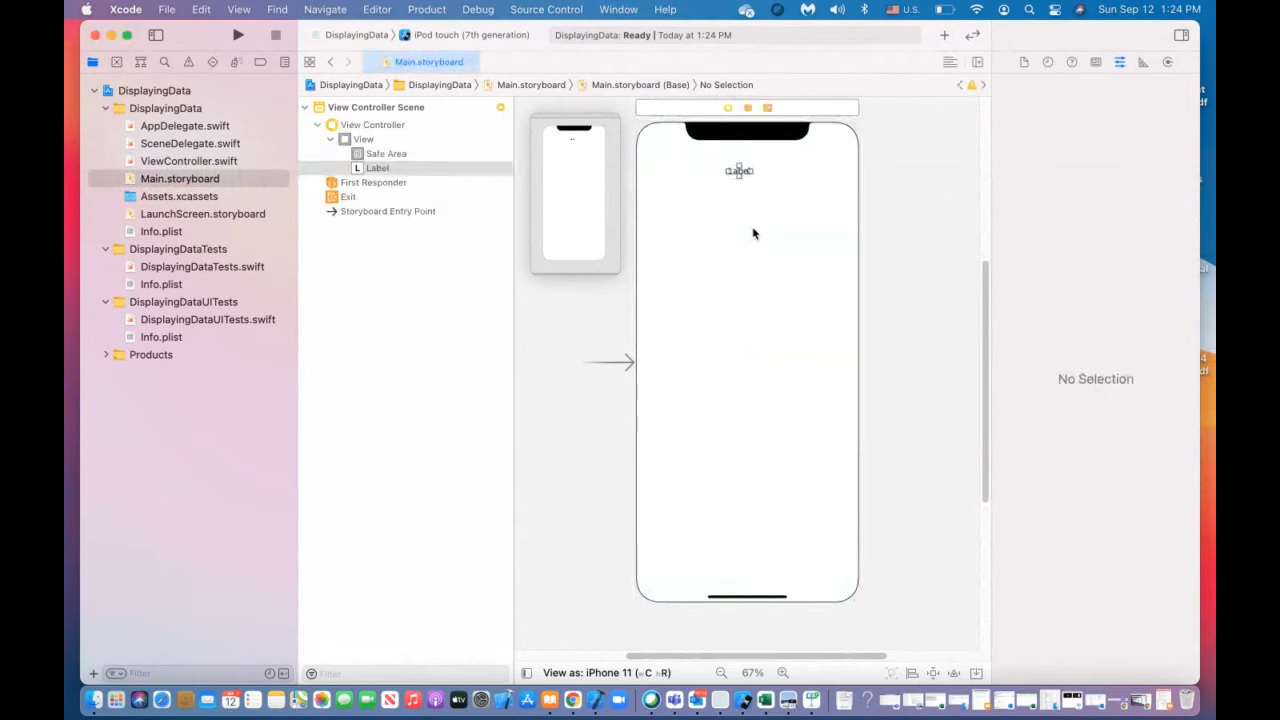 Xcode File Edit View Find Navigate Editor Product Debug Source Control Window Help U.S. Sun Sep 12 1:24 PM
DisplayingData 〉 iPod touch (7th generation) DisplayingData: Ready | Today at 1:24 PM
Main.storyboard
DisplayingData 〉 DisplayingData 〉 Main.storyboard 〉 Main.storyboard (Base) 〉 No Selection
DisplayingData
DisplayingData
AppDelegate.swift
SceneDelegate.swift
ViewController.swift
Main.storyboard
Assets.xcassets
LaunchScreen.storyboard
Info.plist
DisplayingDataTests
DisplayingDataTests.swift
Info.plist
DisplayingDataUITests
DisplayingDataUITests.swift
Info.plist
Products
Filter
View Controller Scene
View Controller
View
Safe Area
L Label
First Responder
Exit
Storyboard Entry Point
Filter
Label
View as: iPhone 11 (wC hR) 67%
No Selection